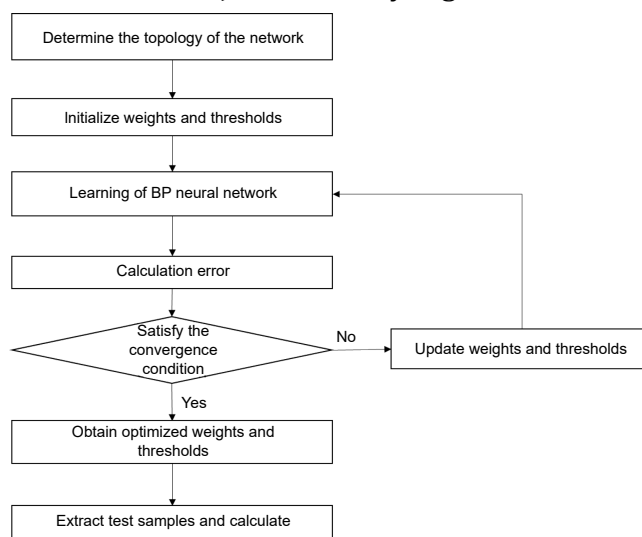 Determine the topology of the network
Initialize weights and thresholds
Learning of BP neural network
Calculation error
Satisfy the
convergence
condition
No
Update weights and thresholds
Yes
Obtain optimized weights and
thresholds
Extract test samples and calculate